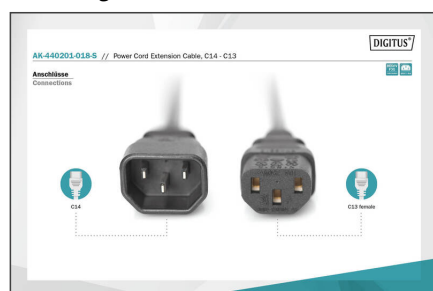 DIGITUS®
AK-440201-018-S // Power Cord Extension Cable, C14 - C13
Anschlüsse
Connections
C14
C13 female